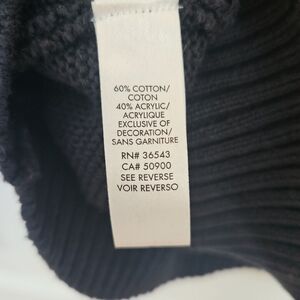 60% COTTON/
COTON
40% ACRYLIC/
ACRYLIQUE
EXCLUSIVE OF
DECORATION/
SANS GARNITURE
RN# 36543
CA# 50900
SEE REVERSE
VOIR REVERSO